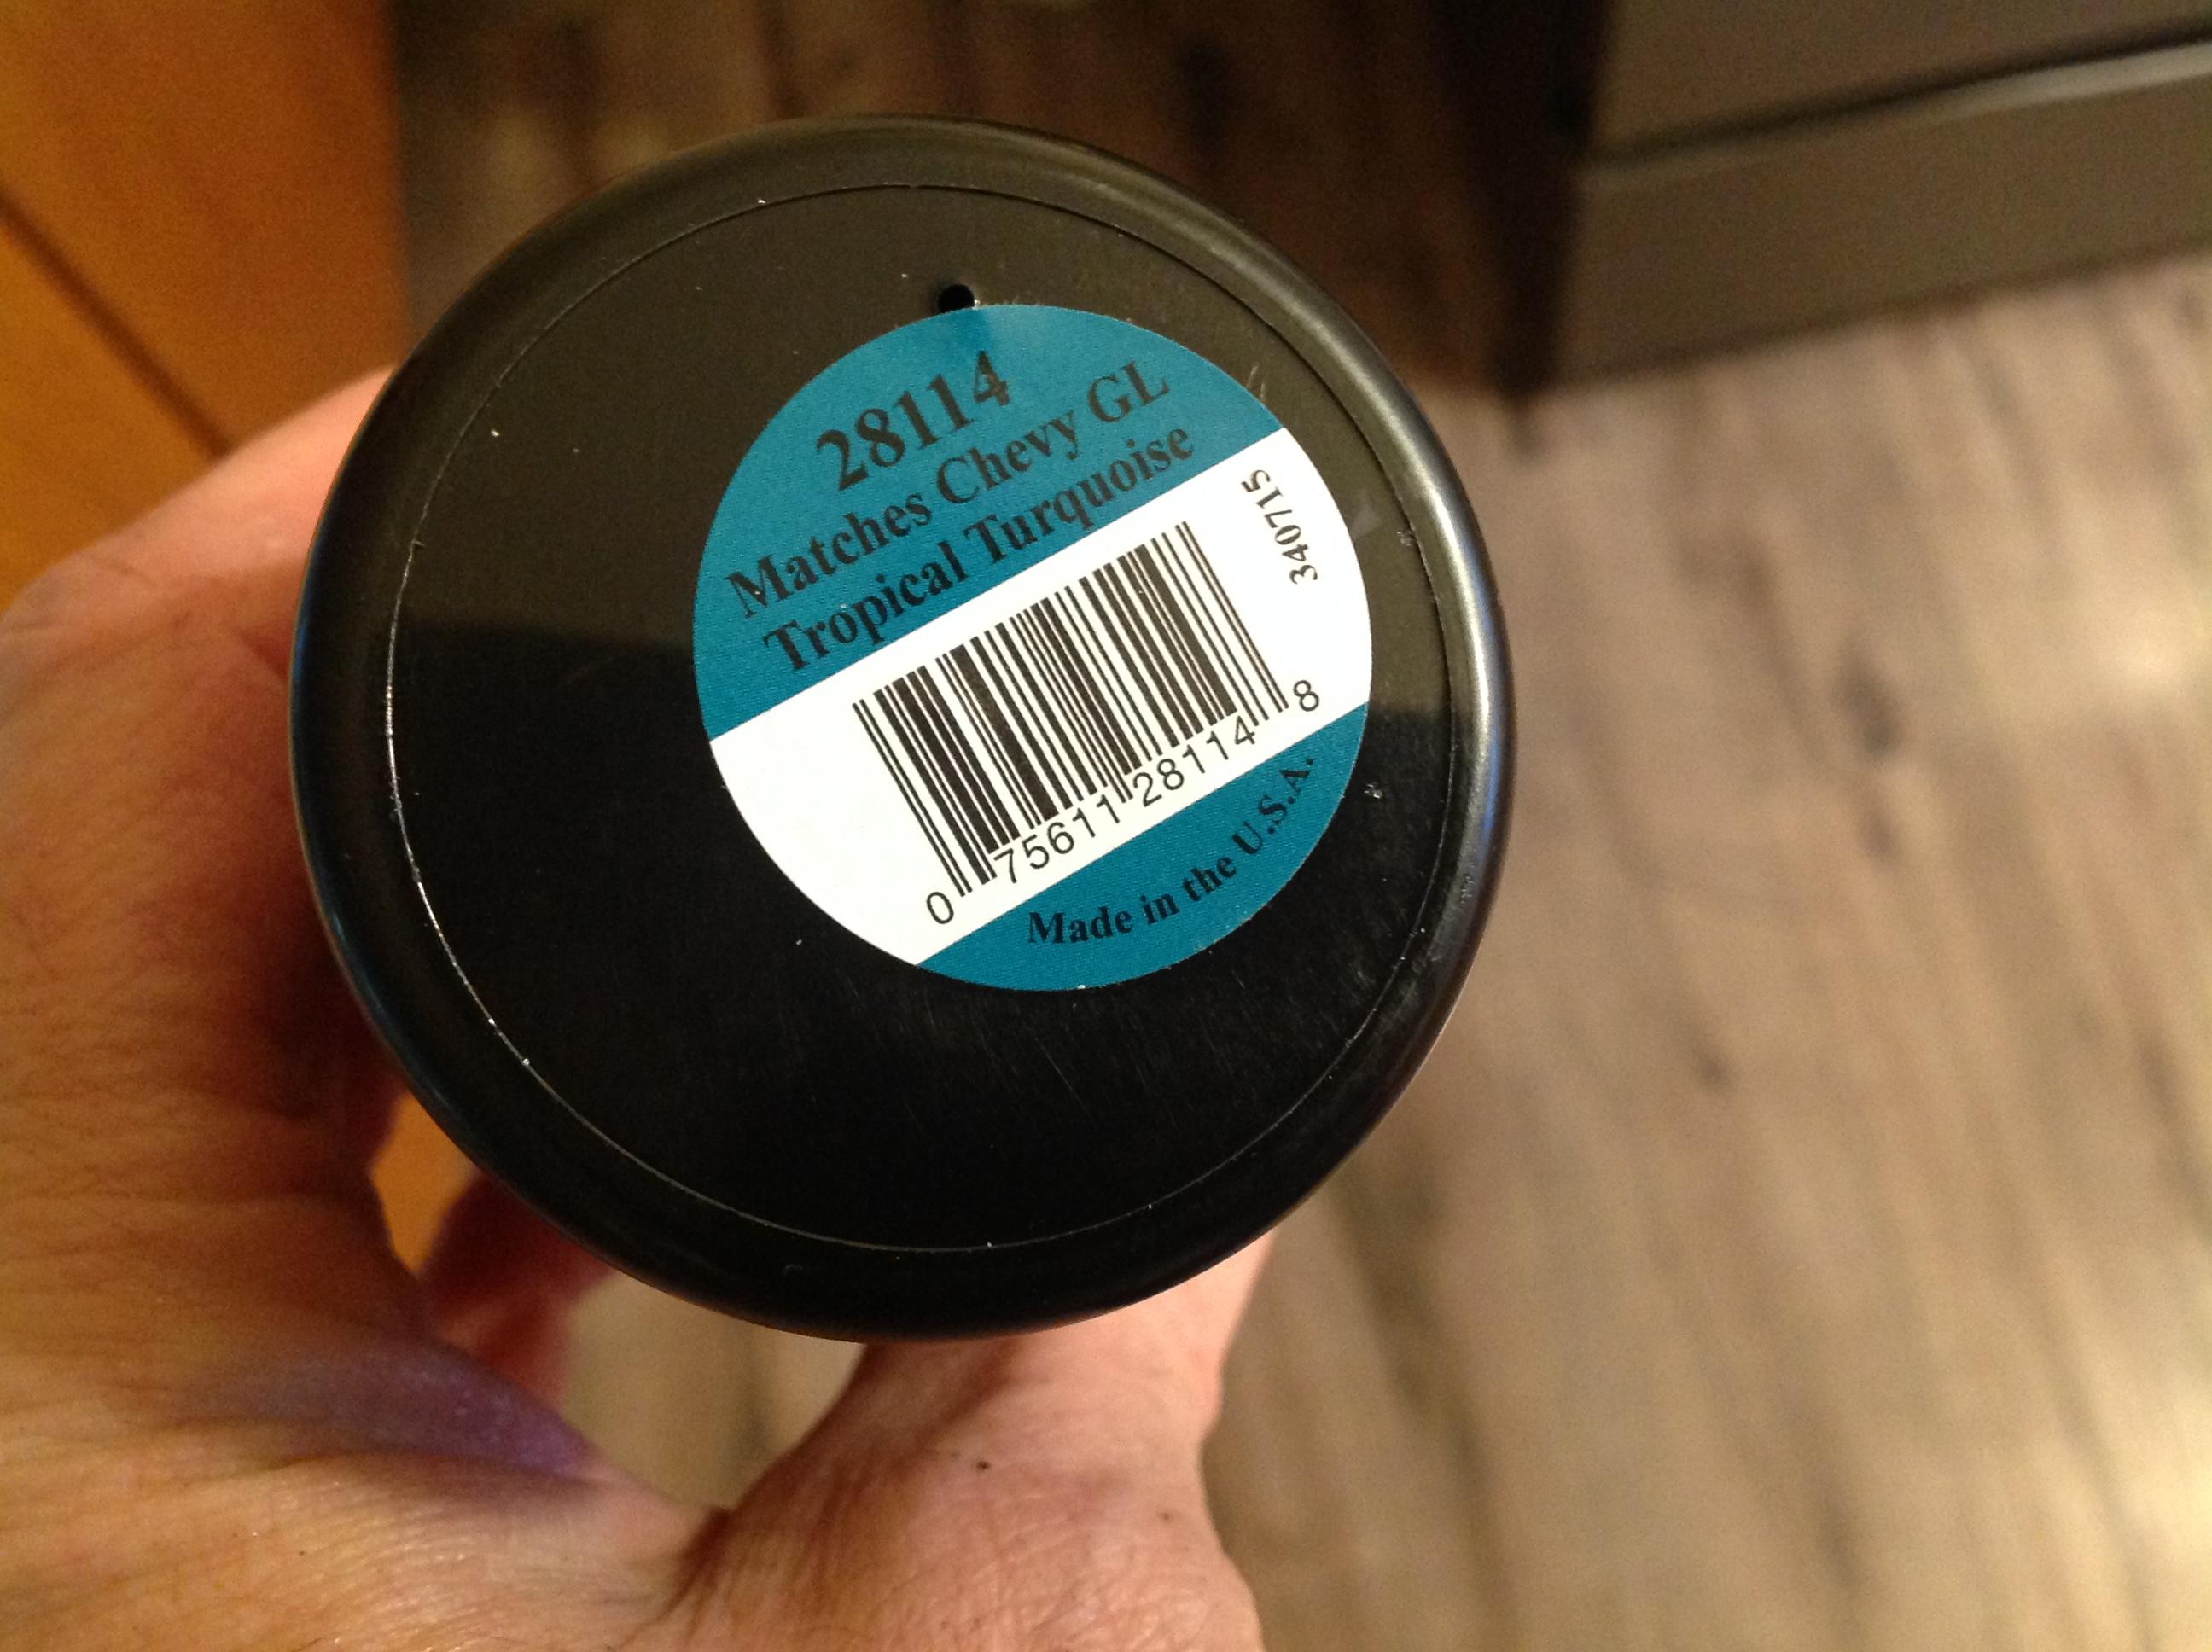 28114
Matches Chevy GL
Tropical Turquoise
340715
0 75611 28114 8
Made in the U.S.A.